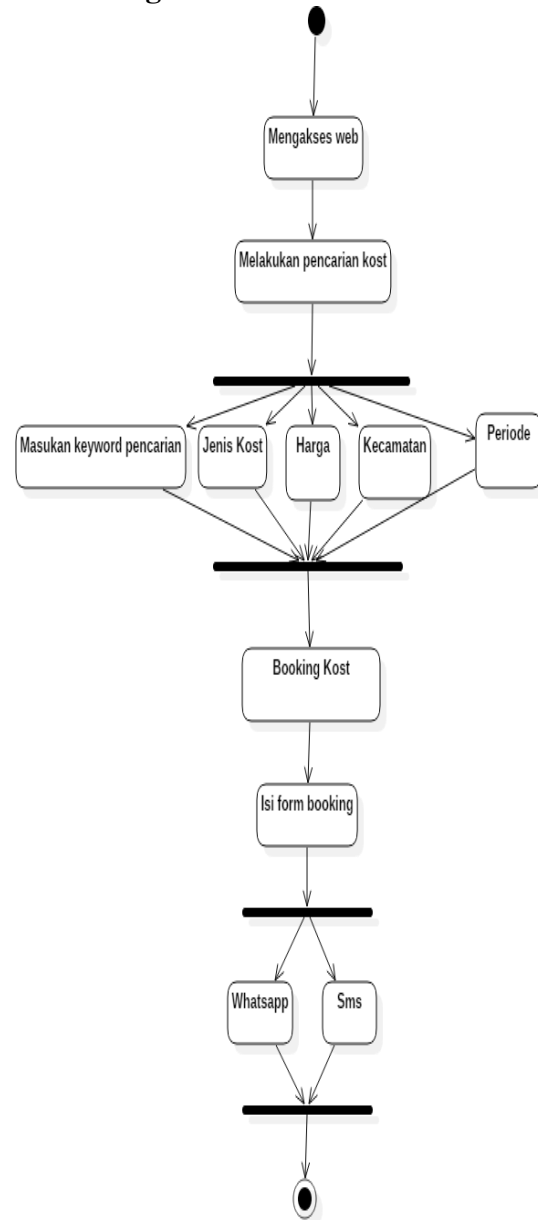 Mengakses web
Melakukan pencarian kost
Masukan keyword pencarian
Jenis Kost
Harga
Kecamatan
Periode
Booking Kost
Isi form booking
Whatsapp
Sms